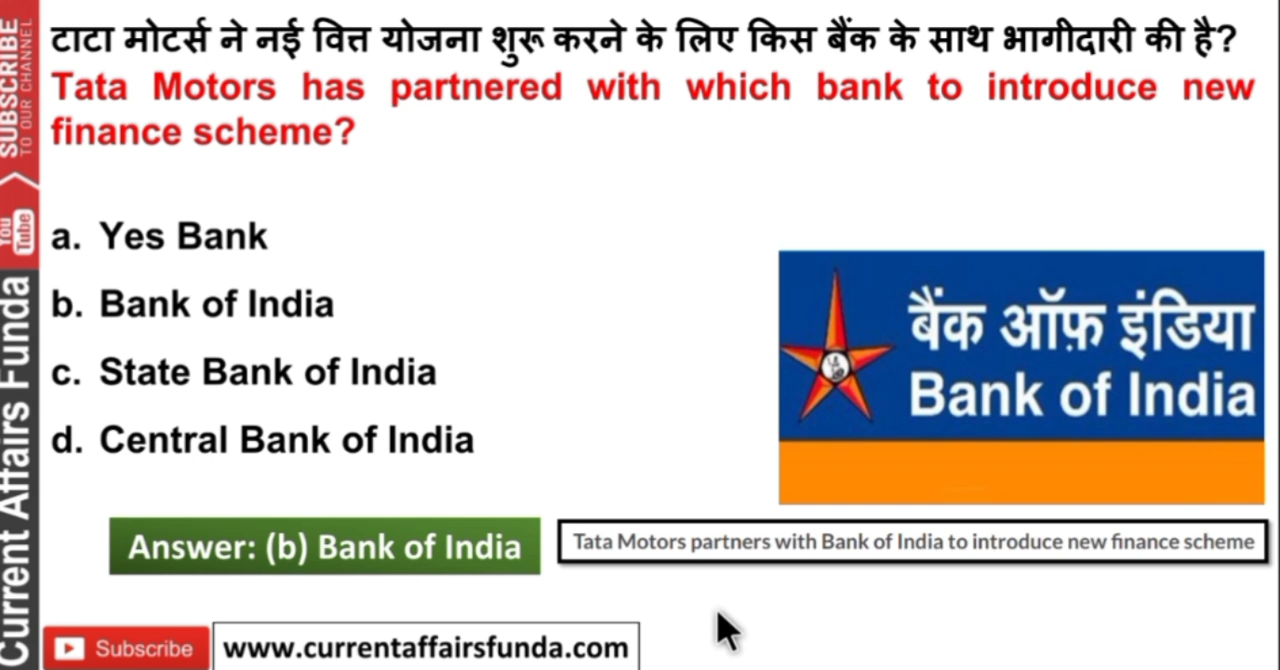 टाटा मोटर्स ने नई वित्त योजना शुरू करने के लिए किस बैंक के साथ भागीदारी की है?
Tata Motors has partnered with which bank to introduce new
finance scheme?
a. Yes Bank
b. Bank of India
c. State Bank of India
d. Central Bank of India
बैंक ऑफ़ इंडिया
Bank of India
Answer: (b) Bank of India
Tata Motors partners with Bank of India to introduce new finance scheme
Subscribe
www.currentaffairsfunda.com
SUBSCRIBE
TO OUR CHANNEL
You
Tube
Current Affairs Funda